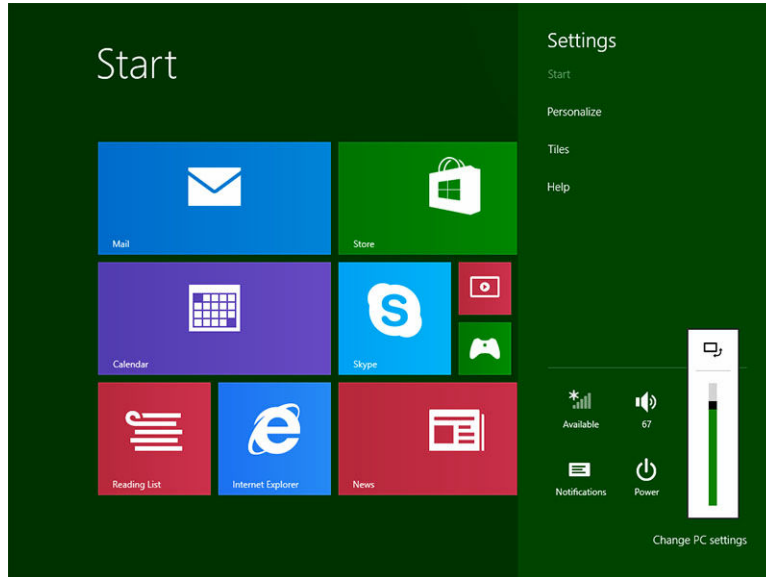 Start
Mail
Store
Calendar
Skype
Reading List
Internet Explorer
News
Settings
Start
Personalize
Tiles
Help
Available
67
Notifications
Power
Change PC settings